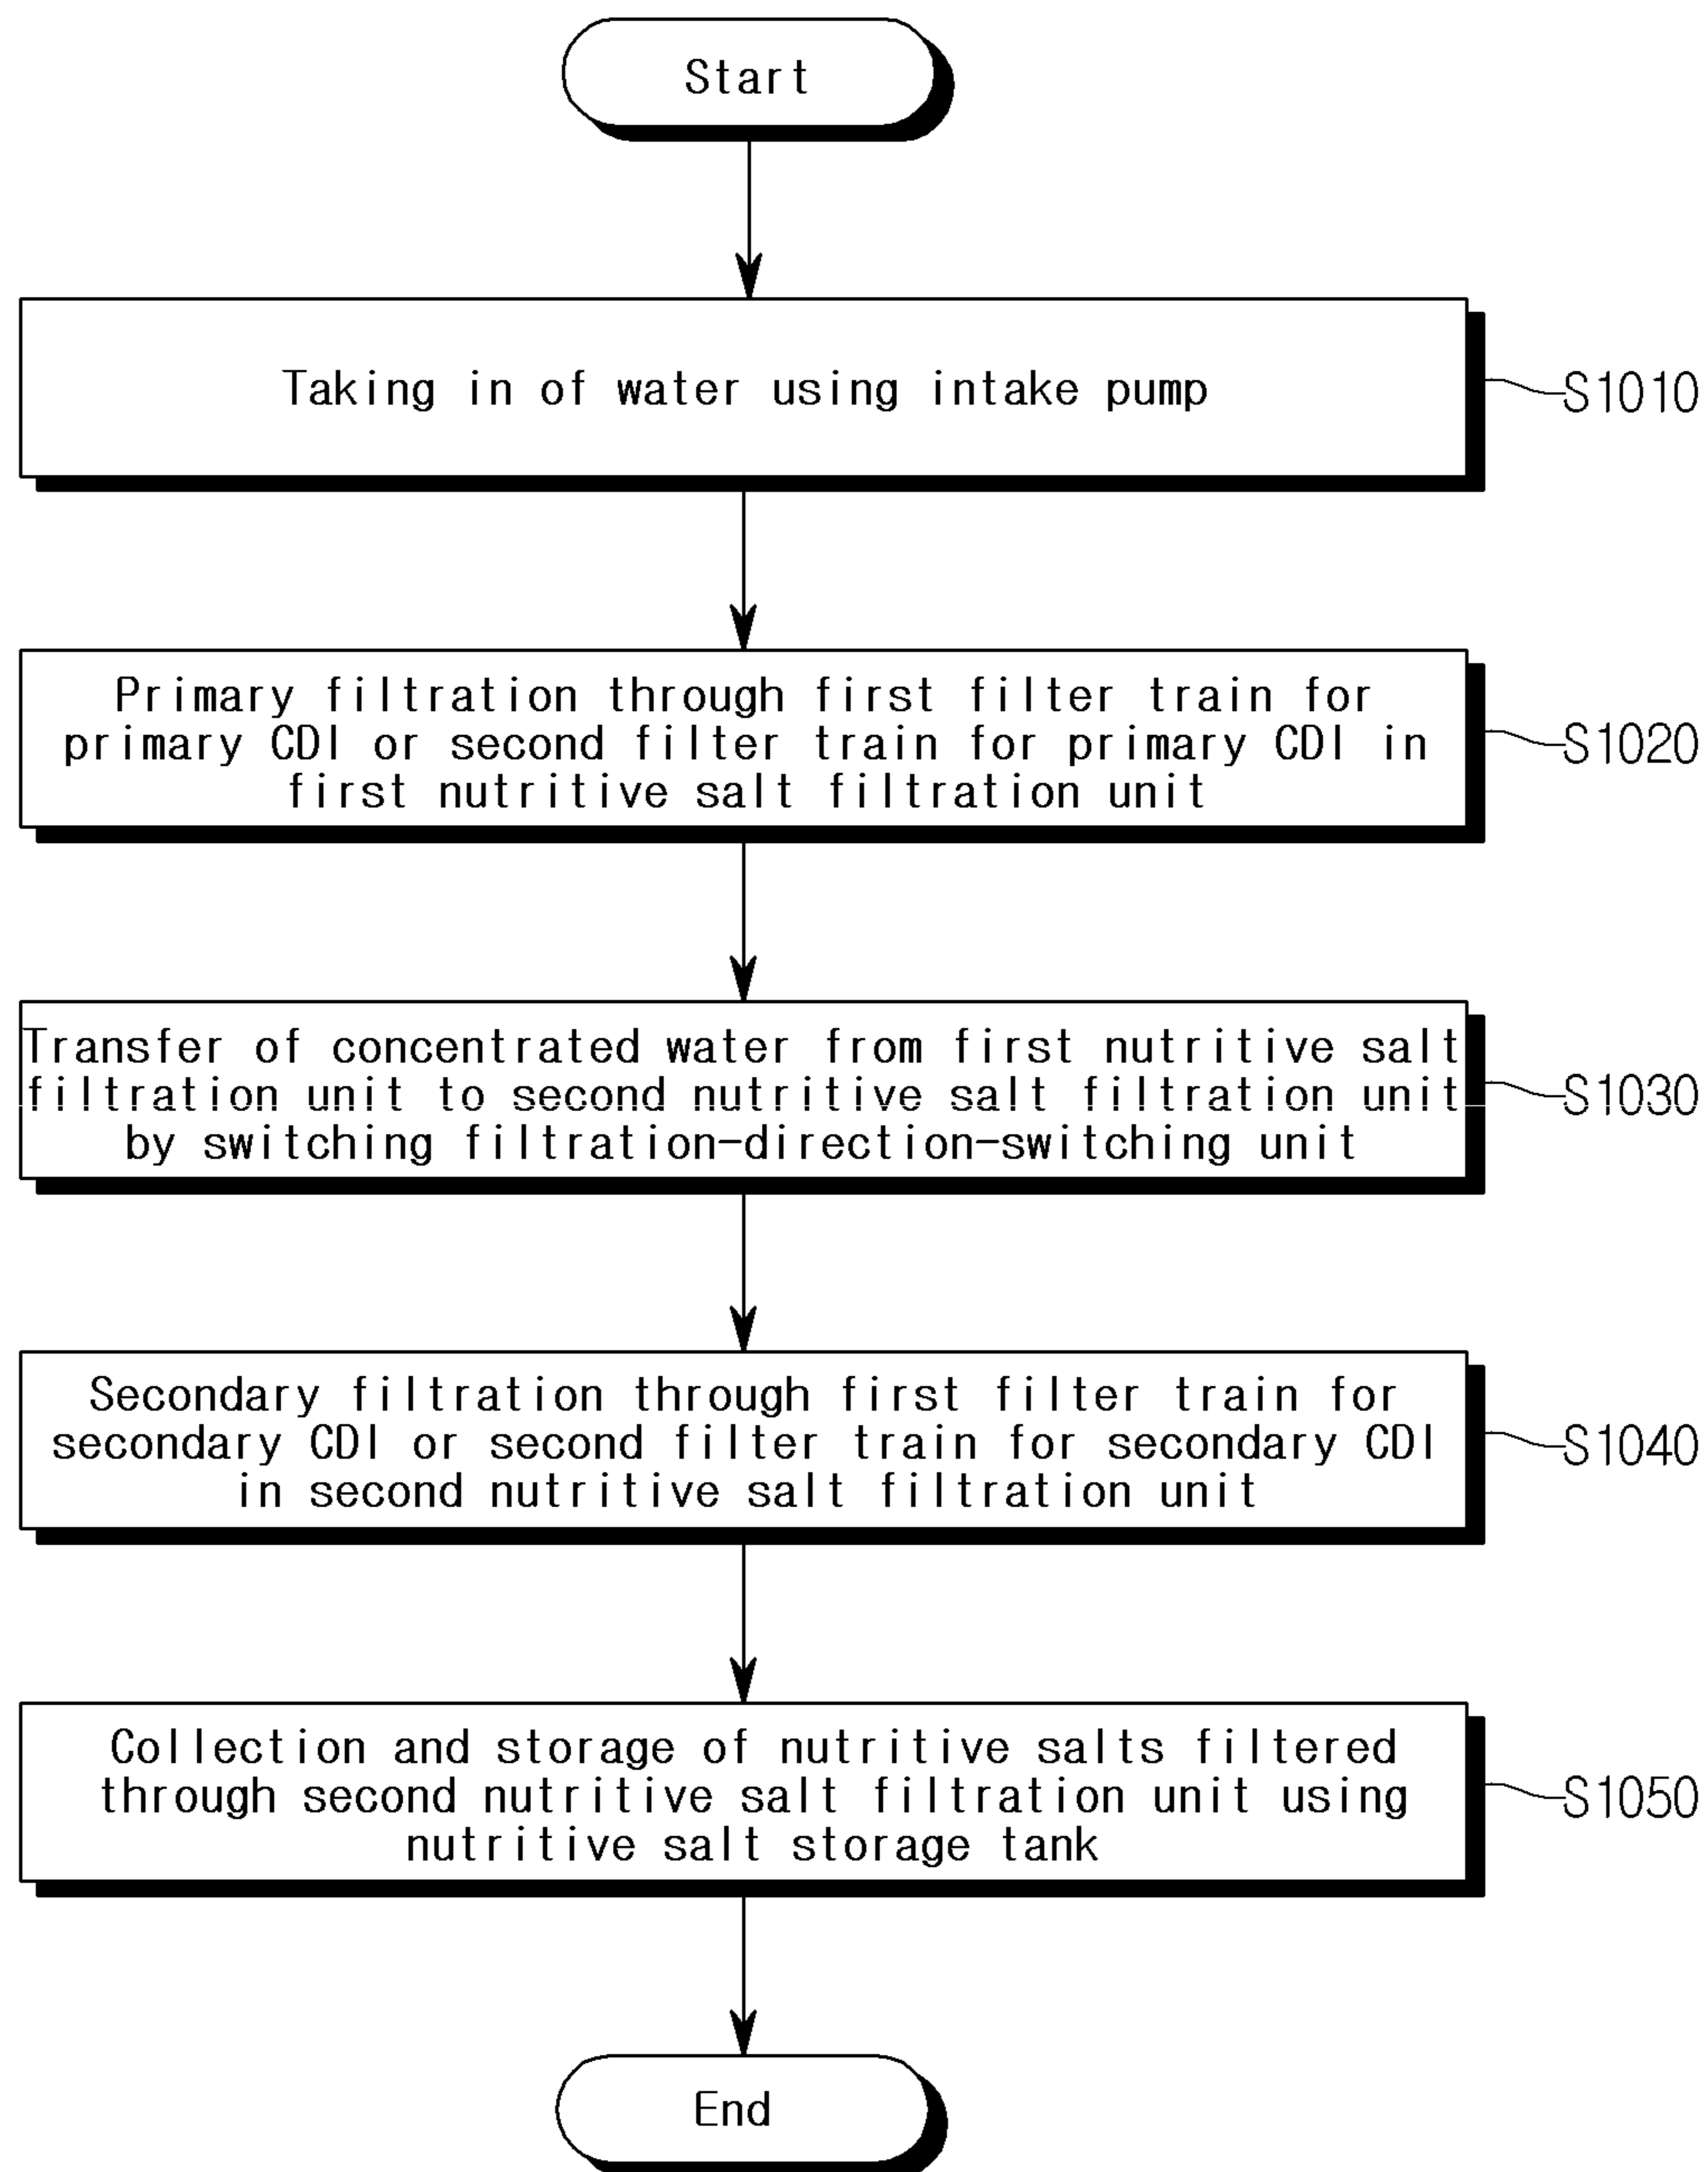 Start
Taking in of water using intake pump
S1010
Primary filtration through first filter train for
primary CDI or second filter train for primary CDI in
first nutritive salt filtration unit
S1020
Transfer of concentrated water from first nutritive salt
filtration unit to second nutritive salt filtration unit
by switching filtration-direction-switching unit
S1030
Secondary filtration through first filter train for
secondary CDI or second filter train for secondary CDI
in second nutritive salt filtration unit
S1040
Collection and storage of nutritive salts filtered
through second nutritive salt filtration unit using
nutritive salt storage tank
S1050
End